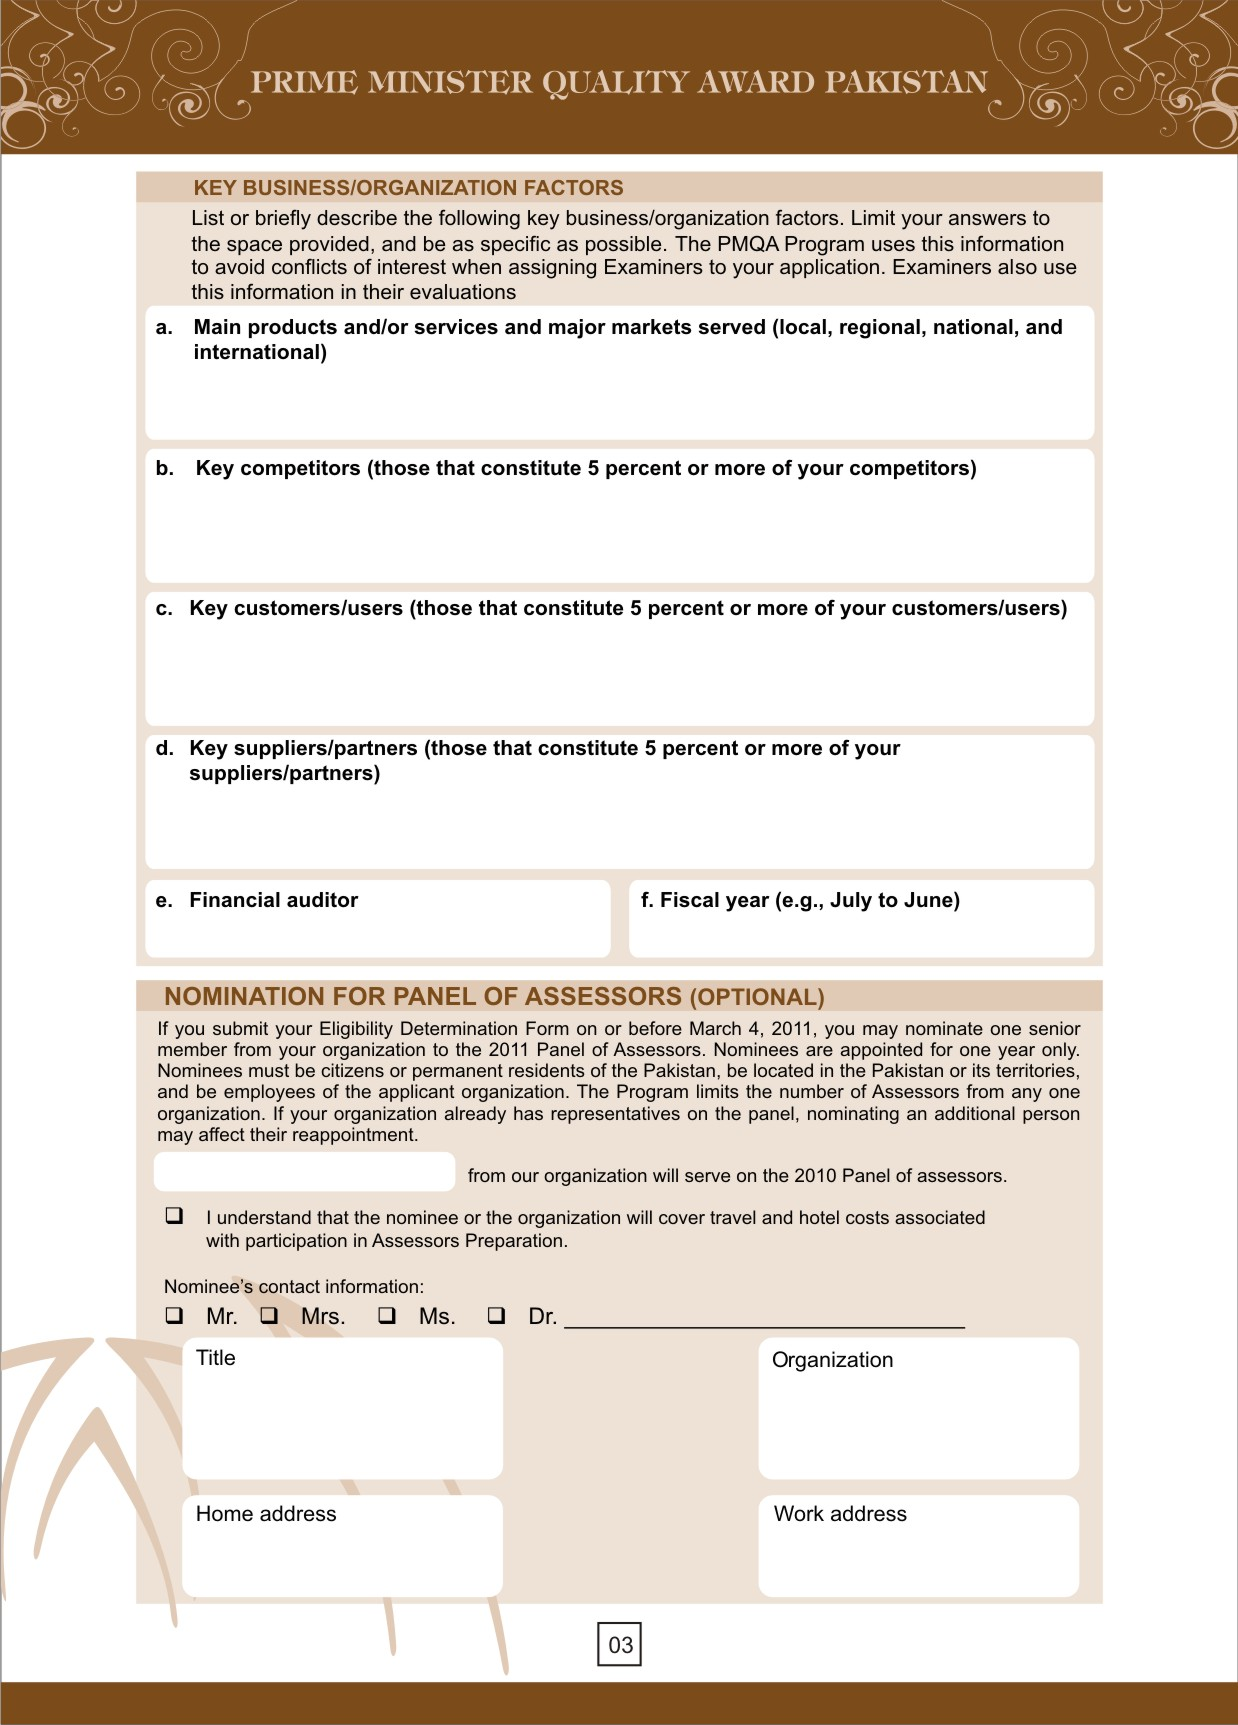 PRIME MINISTER QUALITY AWARD PAKISTAN
KEY BUSINESS/ORGANIZATION FACTORS
List or briefly describe the following key business/organization factors. Limit your answers to
the space provided, and be as specific as possible. The PMQA Program uses this information
to avoid conflicts of interest when assigning Examiners to your application. Examiners also use
this information in their evaluations
a. Main products and/or services and major markets served (local, regional, national, and
international)
b. Key competitors (those that constitute 5 percent or more of your competitors)
c. Key customers/users (those that constitute 5 percent or more of your customers/users)
d. Key suppliers/partners (those that constitute 5 percent or more of your
suppliers/partners)
e. Financial auditor
f. Fiscal year (e.g., July to June)
NOMINATION FOR PANEL OF ASSESSORS (OPTIONAL)
If you submit your Eligibility Determination Form on or before March 4, 2011, you may nominate one senior
member from your organization to the 2011 Panel of Assessors. Nominees are appointed for one year only.
Nominees must be citizens or permanent residents of the Pakistan, be located in the Pakistan or its territories,
and be employees of the applicant organization. The Program limits the number of Assessors from any one
organization. If your organization already has representatives on the panel, nominating an additional person
may affect their reappointment.
from our organization will serve on the 2010 Panel of assessors.
❑ I understand that the nominee or the organization will cover travel and hotel costs associated
with participation in Assessors Preparation.
Nominee's contact information:
❑ Mr. ❑ Mrs. ❑ Ms. ❑ Dr. ________________________________
Title
Organization
Home address
Work address
03